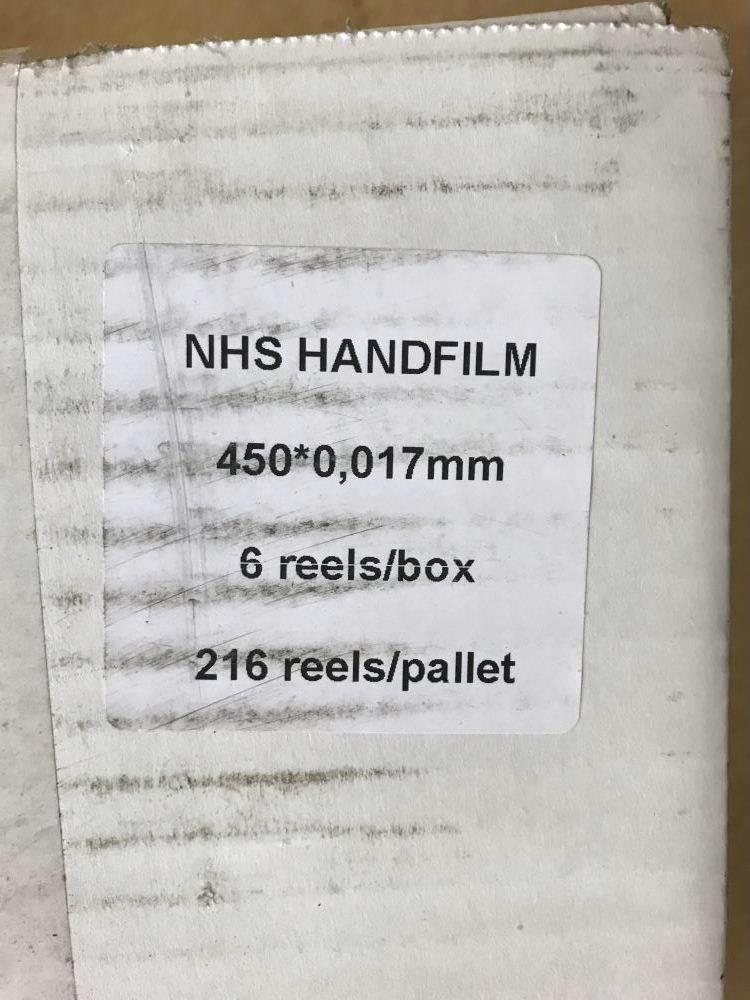 NHS HANDFILM
450*0,017mm
6 reels/box
216 reels/pallet